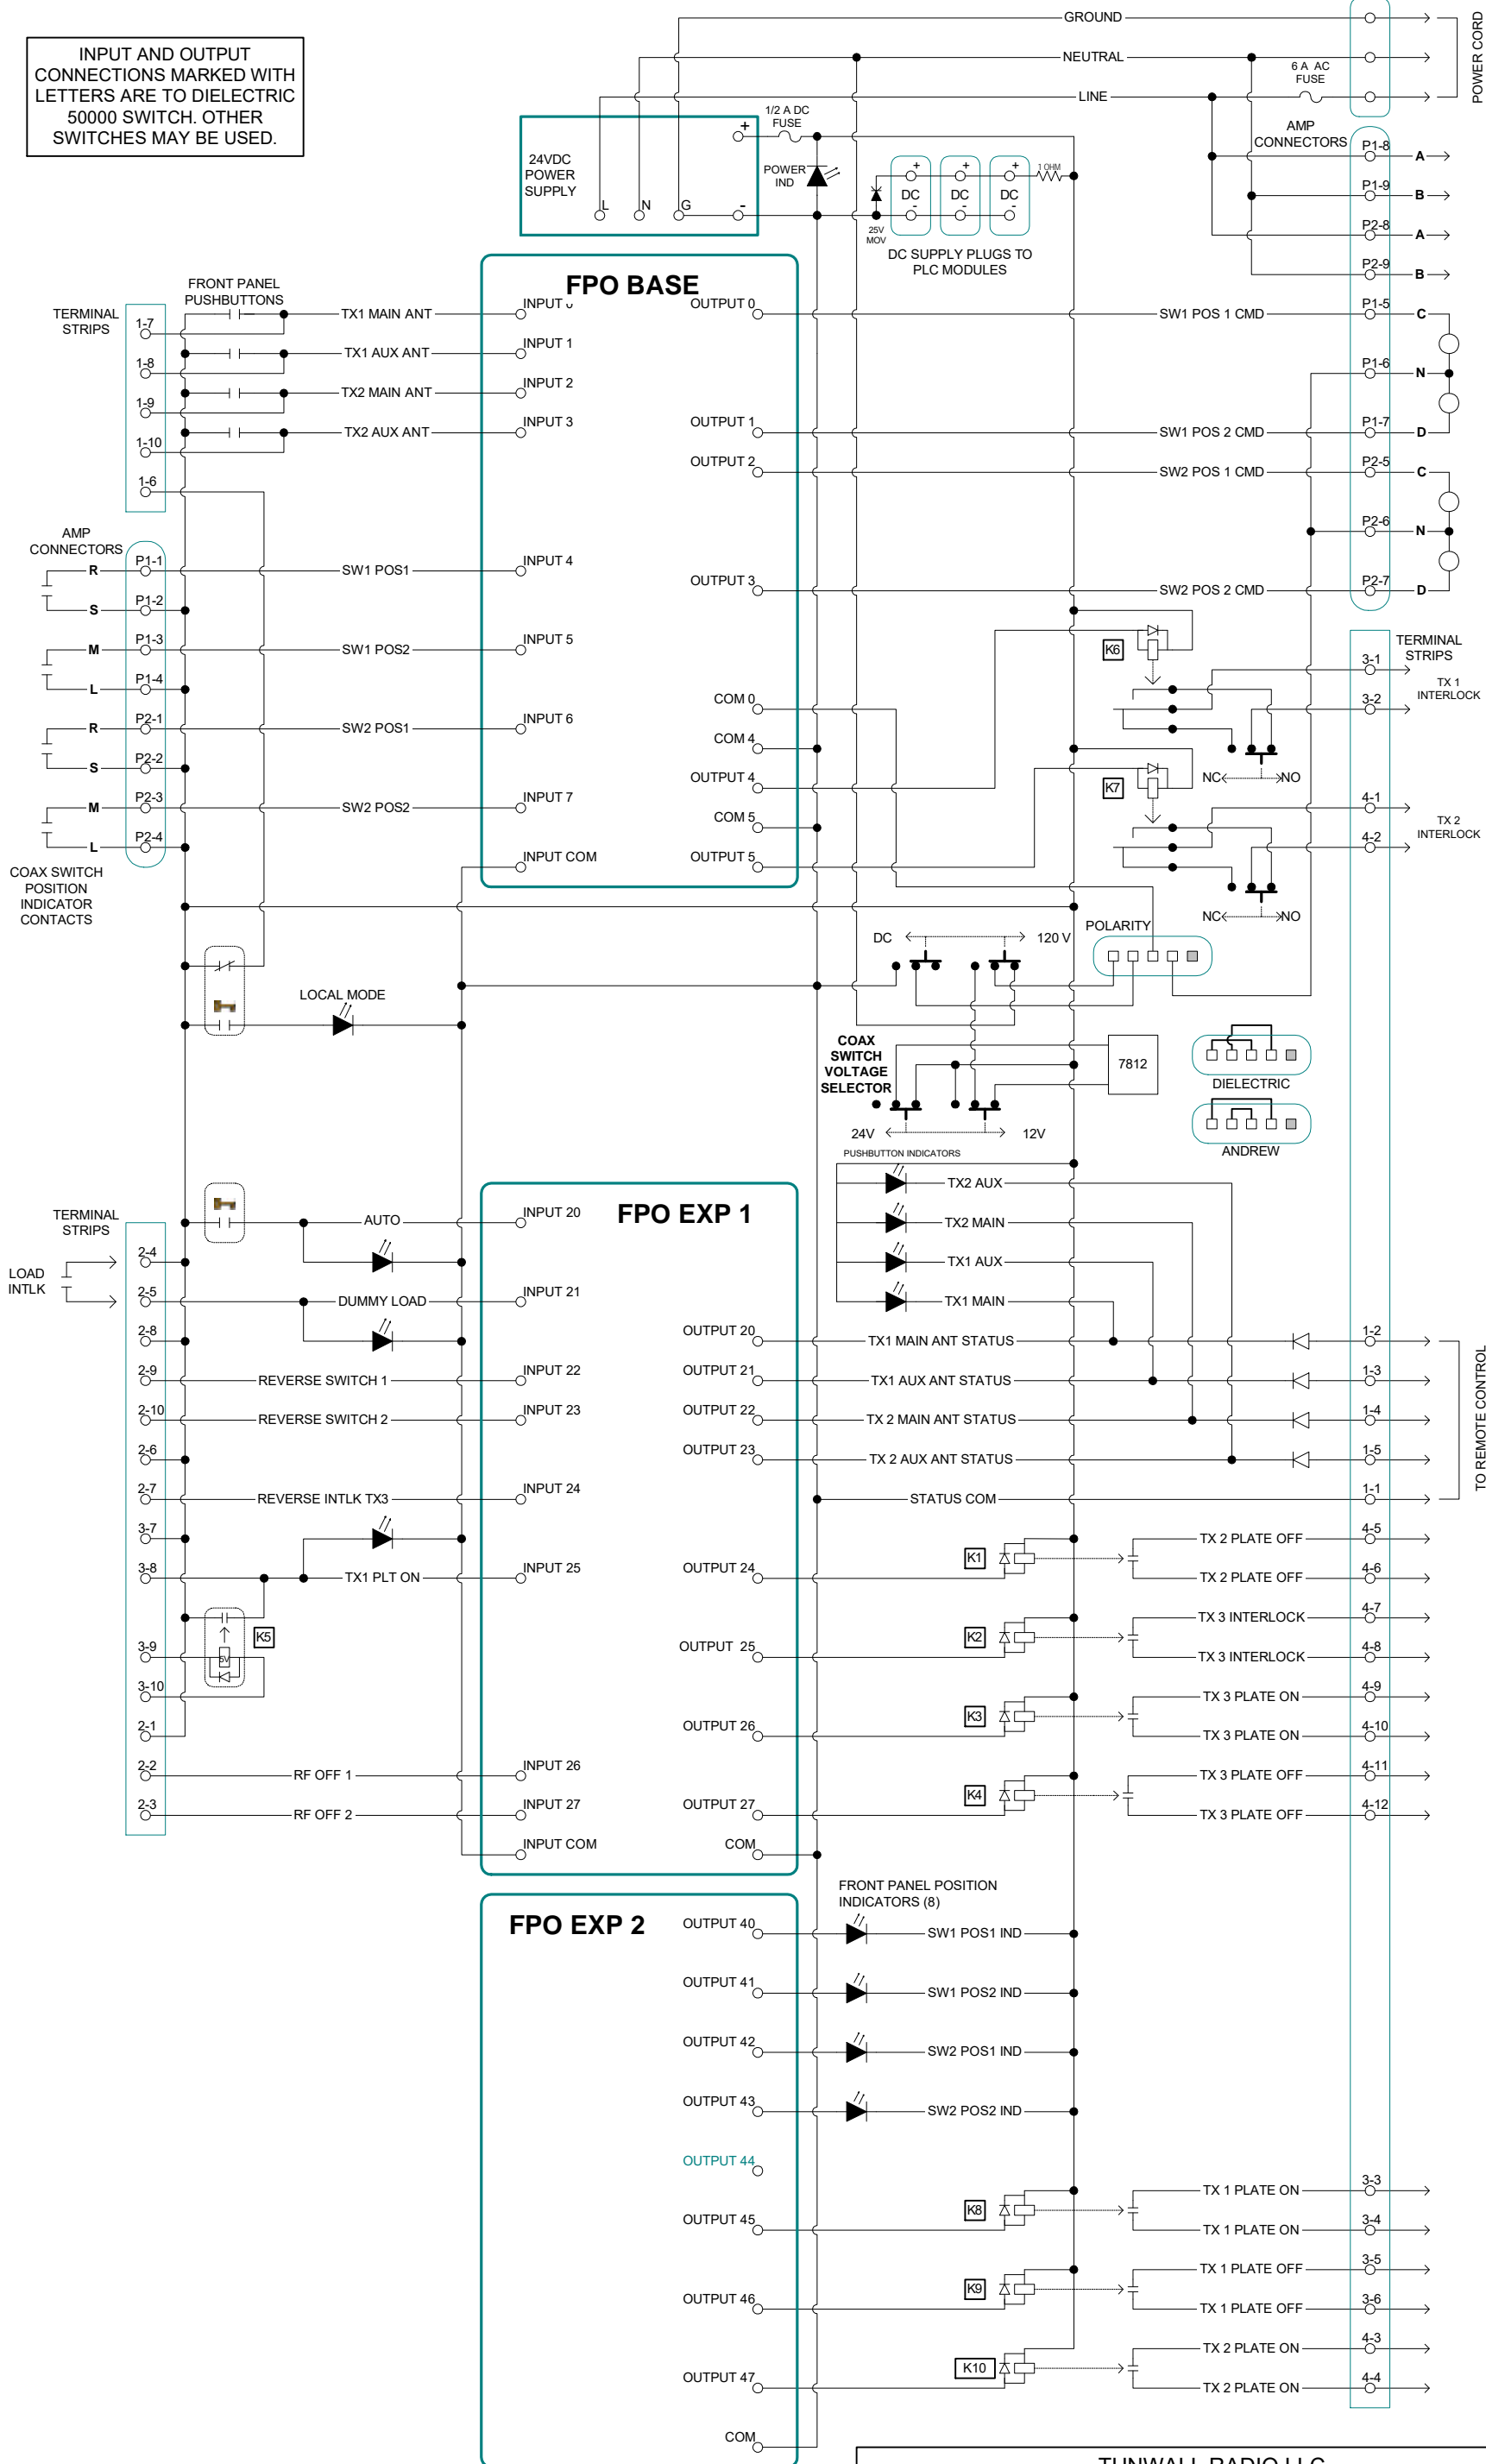 INPUT AND OUTPUT
CONNECTIONS MARKED WITH
LETTERS ARE TO DIELECTRIC
50000 SWITCH. OTHER
SWITCHES MAY BE USED.
GROUND
NEUTRAL
LINE
6 A AC
FUSE
POWER CORD
1/2 A DC
FUSE
24VDC
POWER
SUPPLY
+
-
L
N
G
POWER
IND
25V
MOV
+
DC
-
+
DC
-
+
DC
-
1 OHM
DC SUPPLY PLUGS TO
PLC MODULES
AMP
CONNECTORS
P1-8
A
P1-9
B
P2-8
A
P2-9
B
P1-5
C
P1-6
N
P1-7
D
P2-5
C
P2-6
N
P2-7
D
FPO BASE
FRONT PANEL
PUSHBUTTONS
TERMINAL
STRIPS
1-7
TX1 MAIN ANT
INPUT
1-8
TX1 AUX ANT
INPUT 1
1-9
TX2 MAIN ANT
INPUT 2
1-10
TX2 AUX ANT
INPUT 3
1-6
OUTPUT 0
SW1 POS 1 CMD
OUTPUT 1
SW1 POS 2 CMD
OUTPUT 2
SW2 POS 1 CMD
OUTPUT 3
SW2 POS 2 CMD
AMP
CONNECTORS
R
P1-1
SW1 POS1
INPUT 4
S
P1-2
M
P1-3
SW1 POS2
INPUT 5
L
P1-4
R
P2-1
SW2 POS1
INPUT 6
S
P2-2
M
P2-3
SW2 POS2
INPUT 7
L
P2-4
INPUT COM
COAX SWITCH
POSITION
INDICATOR
CONTACTS
COM 0
COM 4
OUTPUT 4
COM 5
OUTPUT 5
K6
NC
NO
K7
NC
NO
TERMINAL
STRIPS
3-1
TX 1
INTERLOCK
3-2
4-1
TX 2
INTERLOCK
4-2
LOCAL MODE
DC
120 V
POLARITY
COAX
SWITCH
VOLTAGE
SELECTOR
7812
24V
12V
DIELECTRIC
ANDREW
PUSHBUTTON INDICATORS
TX2 AUX
TX2 MAIN
TX1 AUX
TX1 MAIN
FPO EXP 1
TERMINAL
STRIPS
LOAD
INTLK
AUTO
INPUT 20
2-4
2-5
DUMMY LOAD
INPUT 21
2-8
2-9
REVERSE SWITCH 1
INPUT 22
2-10
REVERSE SWITCH 2
INPUT 23
2-6
2-7
REVERSE INTLK TX3
INPUT 24
3-7
3-8
TX1 PLT ON
INPUT 25
K5
5V
3-9
3-10
2-1
2-2
RF OFF 1
INPUT 26
2-3
RF OFF 2
INPUT 27
INPUT COM
OUTPUT 20
TX1 MAIN ANT STATUS
1-2
OUTPUT 21
TX1 AUX ANT STATUS
1-3
OUTPUT 22
TX 2 MAIN ANT STATUS
1-4
OUTPUT 23
TX 2 AUX ANT STATUS
1-5
STATUS COM
1-1
TO REMOTE CONTROL
OUTPUT 24
K1
TX 2 PLATE OFF
4-5
TX 2 PLATE OFF
4-6
OUTPUT 25
K2
TX 3 INTERLOCK
4-7
TX 3 INTERLOCK
4-8
OUTPUT 26
K3
TX 3 PLATE ON
4-9
TX 3 PLATE ON
4-10
OUTPUT 27
K4
TX 3 PLATE OFF
4-11
TX 3 PLATE OFF
4-12
COM
FPO EXP 2
FRONT PANEL POSITION
INDICATORS (8)
OUTPUT 40
SW1 POS1 IND
OUTPUT 41
SW1 POS2 IND
OUTPUT 42
SW2 POS1 IND
OUTPUT 43
SW2 POS2 IND
OUTPUT 44
OUTPUT 45
K8
TX 1 PLATE ON
3-3
TX 1 PLATE ON
3-4
OUTPUT 46
K9
TX 1 PLATE OFF
3-5
TX 1 PLATE OFF
3-6
OUTPUT 47
K10
TX 2 PLATE ON
4-3
TX 2 PLATE ON
4-4
COM
TUNWALL RADIO LLC